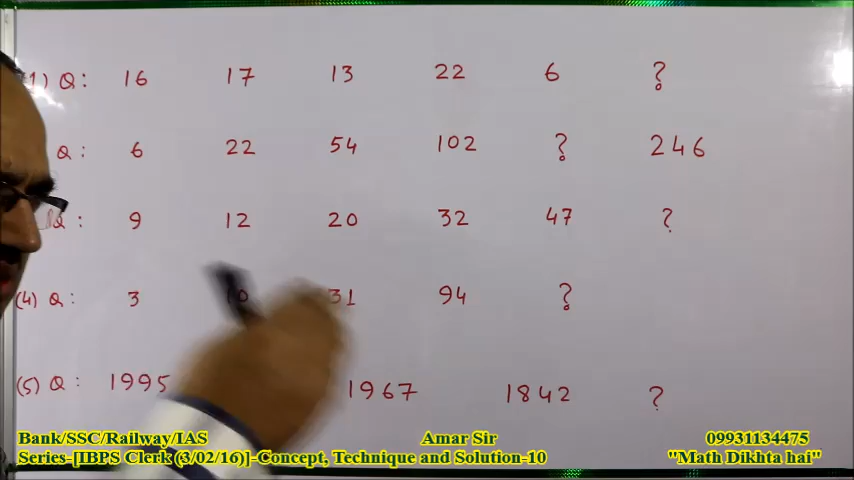 1) Q: 16 17 13 22 6 ?
Q: 6 22 54 102 ? 246
Q: 9 12 20 32 47 ?
(4) Q: 3 31 94 ?
(5) Q: 1995 1967 1842 ?
Bank/SSC/Railway/IAS Amar Sir 09931134475
Series-[IBPS Clerk (3/02/16)]-Concept, Technique and Solution-10 "Math Dikhta hai"